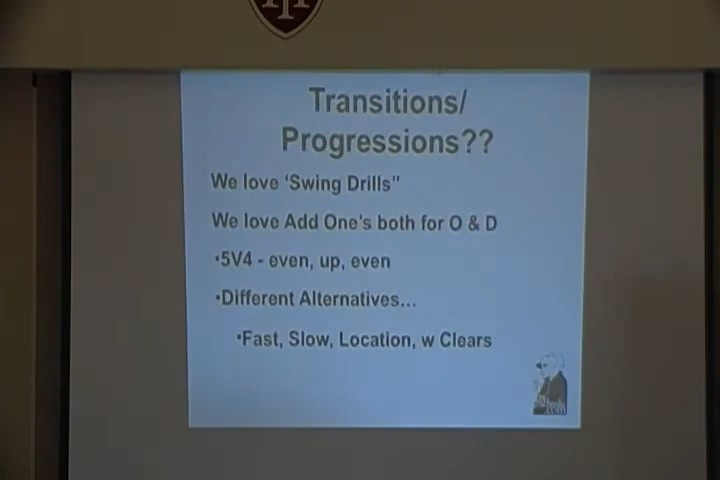 Transitions/
Progressions??
We love 'Swing Drills"
We love Add One's both for O & D
•5V4 - even, up, even
•Different Alternatives...
•Fast, Slow, Location, w Clears